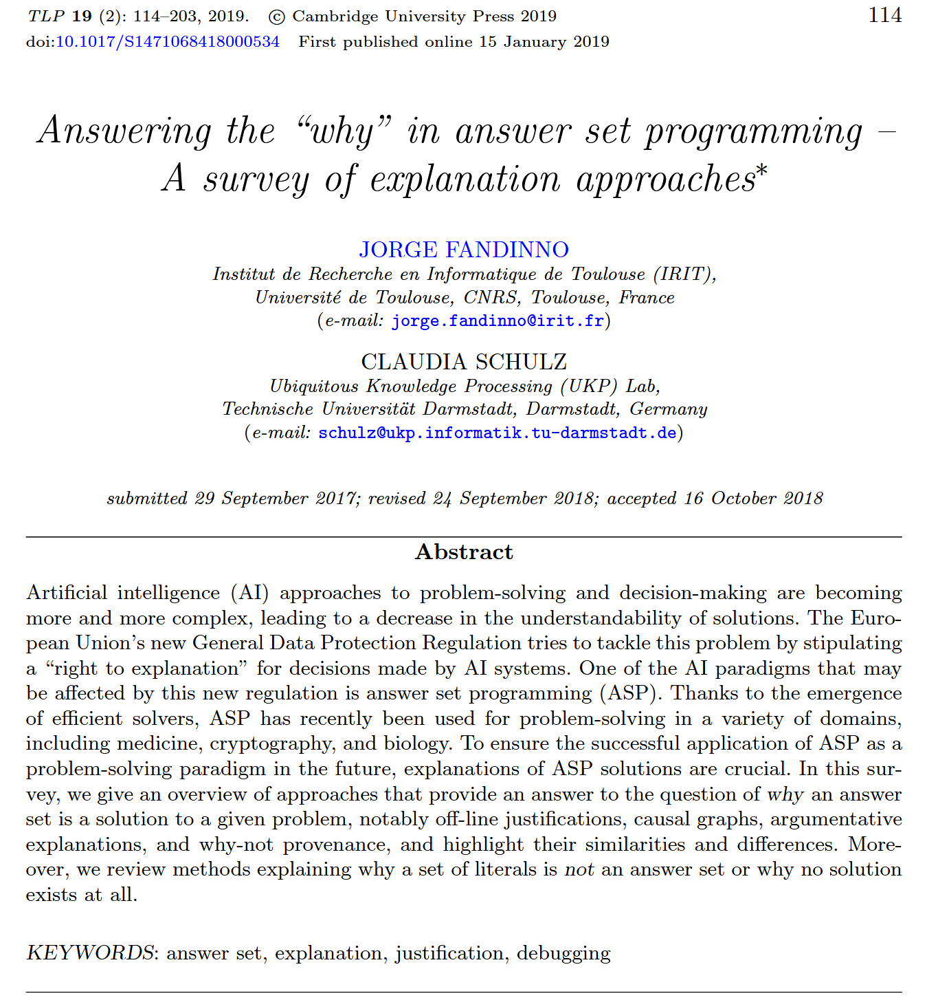 TLP 19 (2): 114–203, 2019. © Cambridge University Press 2019 114
doi:10.1017/S1471068418000534 First published online 15 January 2019
Answering the “why” in answer set programming –
A survey of explanation approaches*
JORGE FANDINNO
Institut de Recherche en Informatique de Toulouse (IRIT),
Université de Toulouse, CNRS, Toulouse, France
(e-mail: jorge.fandinno@irit.fr)
CLAUDIA SCHULZ
Ubiquitous Knowledge Processing (UKP) Lab,
Technische Universität Darmstadt, Darmstadt, Germany
(e-mail: schulz@ukp.informatik.tu-darmstadt.de)
submitted 29 September 2017; revised 24 September 2018; accepted 16 October 2018
Abstract
Artificial intelligence (AI) approaches to problem-solving and decision-making are becoming
more and more complex, leading to a decrease in the understandability of solutions. The Euro-
pean Union’s new General Data Protection Regulation tries to tackle this problem by stipulating
a “right to explanation” for decisions made by AI systems. One of the AI paradigms that may
be affected by this new regulation is answer set programming (ASP). Thanks to the emergence
of efficient solvers, ASP has recently been used for problem-solving in a variety of domains,
including medicine, cryptography, and biology. To ensure the successful application of ASP as a
problem-solving paradigm in the future, explanations of ASP solutions are crucial. In this sur-
vey, we give an overview of approaches that provide an answer to the question of why an answer
set is a solution to a given problem, notably off-line justifications, causal graphs, argumentative
explanations, and why-not provenance, and highlight their similarities and differences. More-
over, we review methods explaining why a set of literals is not an answer set or why no solution
exists at all.
KEYWORDS: answer set, explanation, justification, debugging